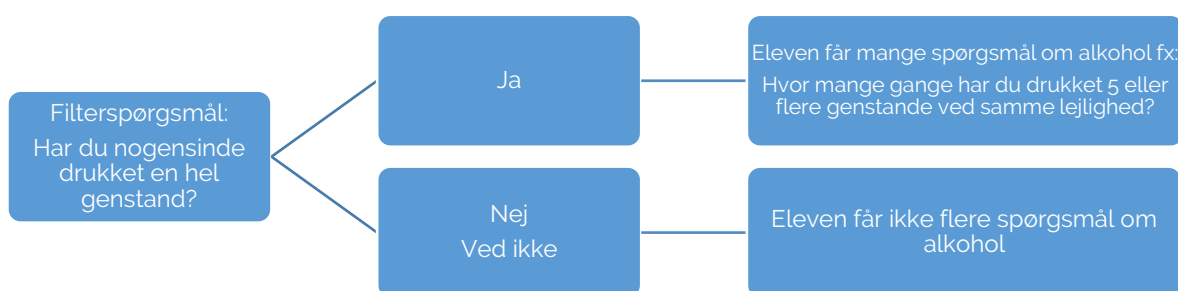 Filterspørgsmål:
Har du nogensinde
drukket en hel
genstand?
Ja
Eleven får mange spørgsmål om alkohol fx:
Hvor mange gange har du drukket 5 eller
flere genstande ved samme lejlighed?
Nej
Ved ikke
Eleven får ikke flere spørgsmål om
alkohol